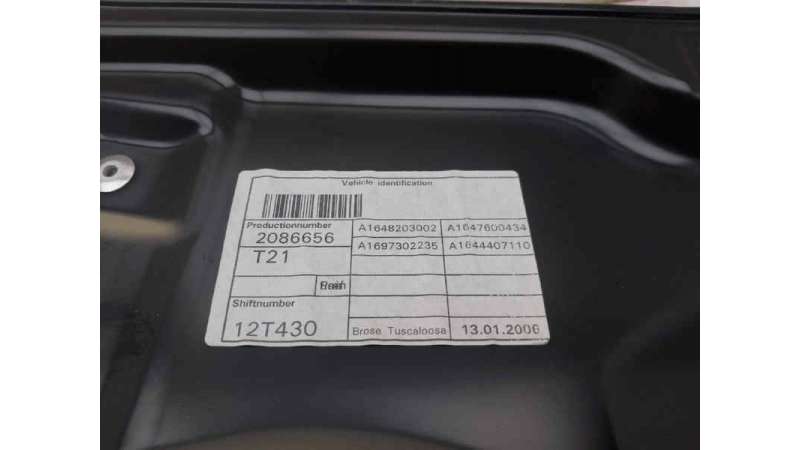 Vehicle identification
Productionnumber
2086656
A1648203002 A1647600434
T21
A1697302235 A1644407110
Shiftnumber
12T430
Brose Tuscaloosa 13.01.2006